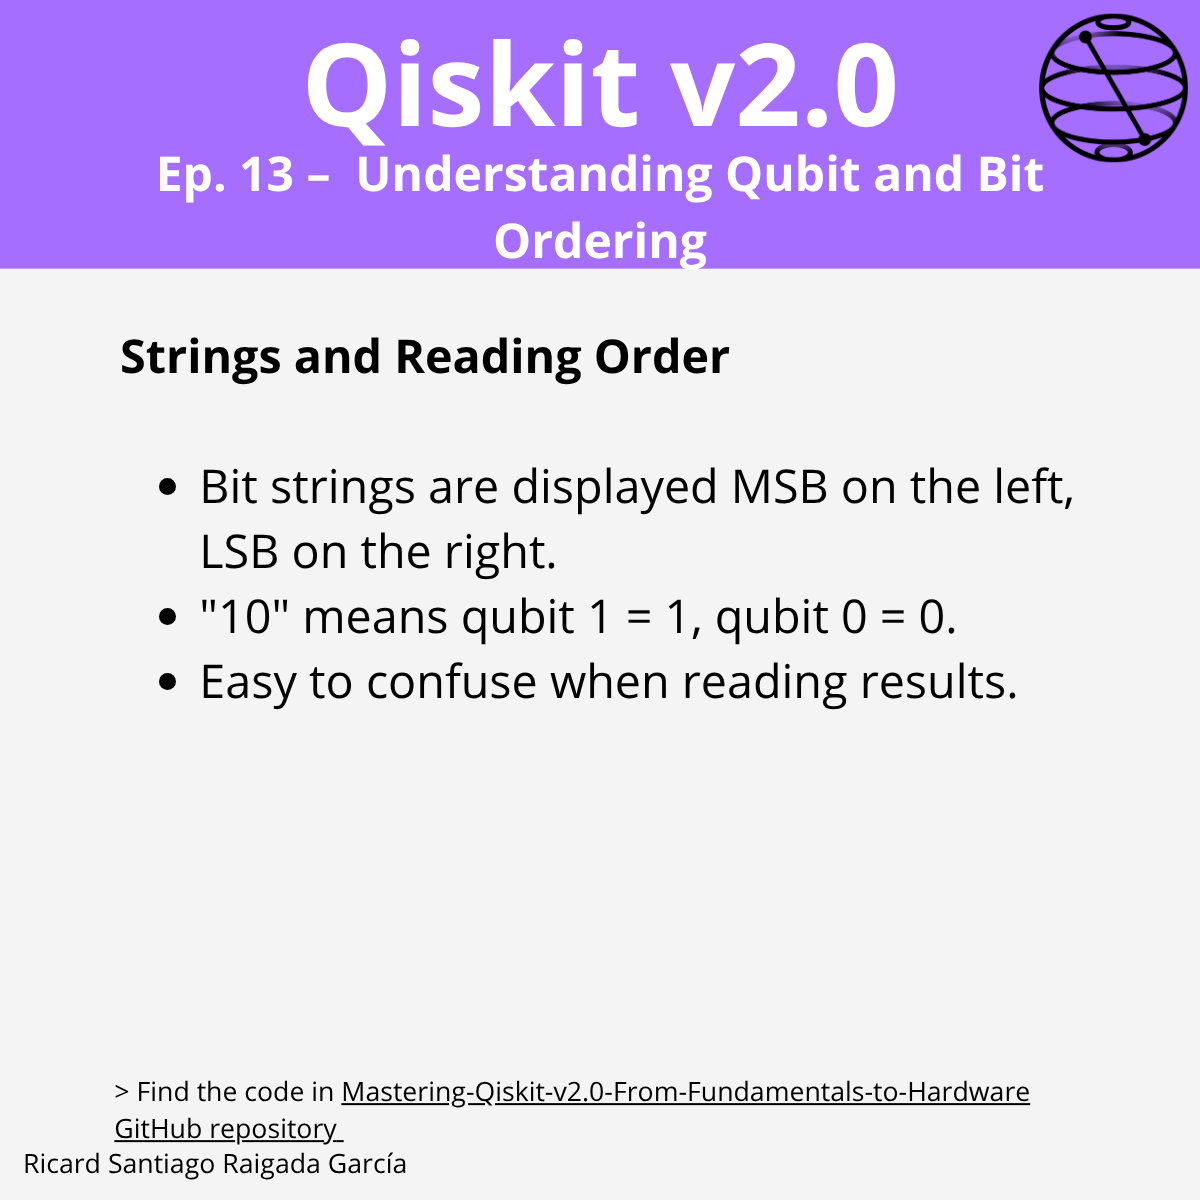 Qiskit v2.0
Ep. 13 – Understanding Qubit and Bit
Ordering
Strings and Reading Order
• Bit strings are displayed MSB on the left,
LSB on the right.
• "10" means qubit 1 = 1, qubit 0 = 0.
• Easy to confuse when reading results.
> Find the code in Mastering-Qiskit-v2.0-From-Fundamentals-to-Hardware
GitHub repository
Ricard Santiago Raigada García